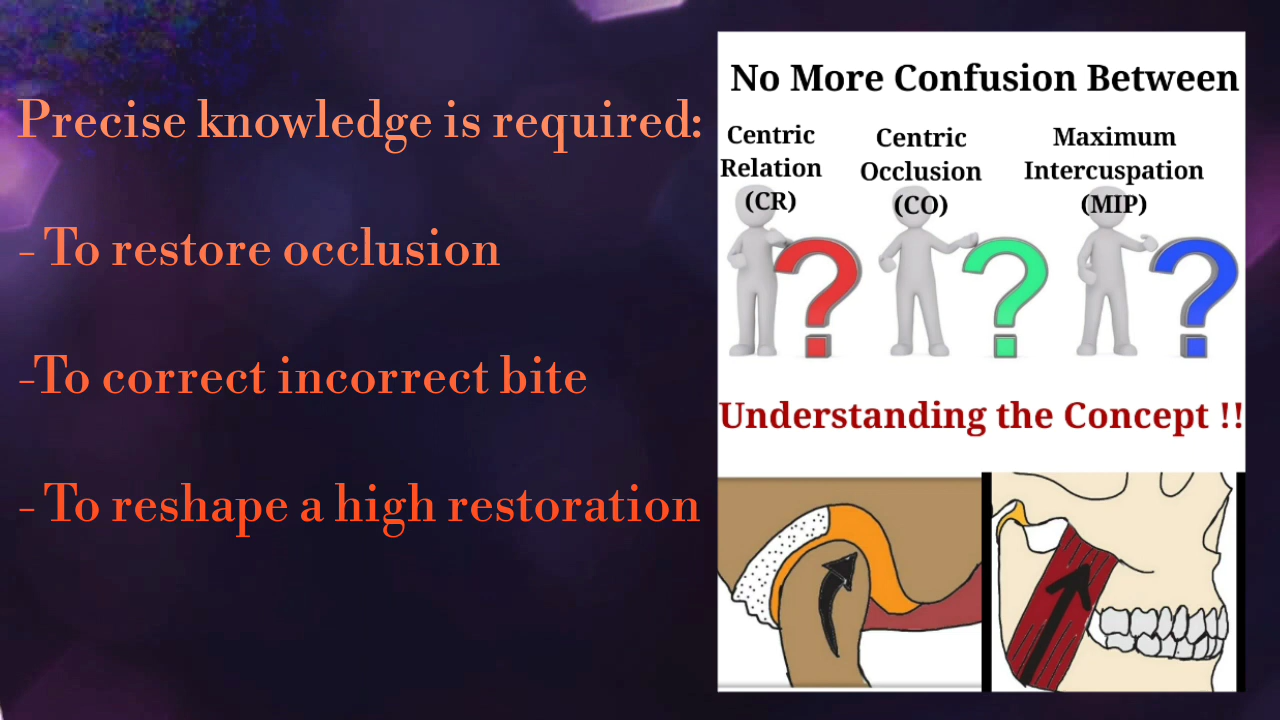 Precise knowledge is required:
- To restore occlusion
-To correct incorrect bite
- To reshape a high restoration
No More Confusion Between
Centric
Relation
(CR)
Centric
Occlusion
(CO)
Maximum
Intercuspation
(MIP)
Understanding the Concept !!